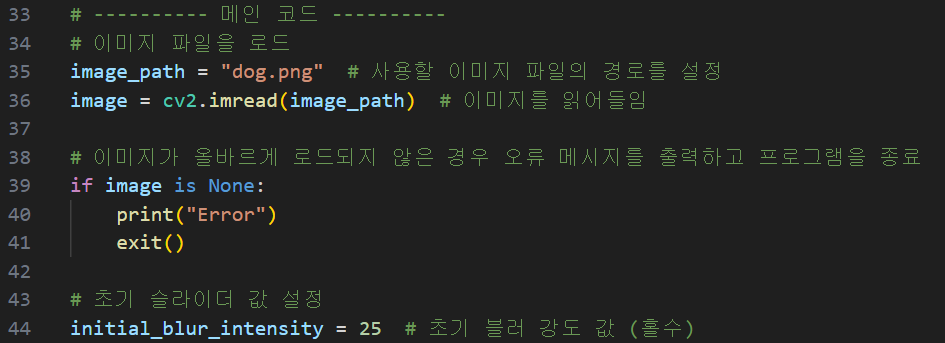 33 # ---------- 메인 코드 ----------
34 # 이미지 파일을 로드
35 image_path = "dog.png"  # 사용할 이미지 파일의 경로를 설정
36 image = cv2.imread(image_path)  # 이미지를 읽어들임
37
38 # 이미지가 올바르게 로드되지 않은 경우 오류 메시지를 출력하고 프로그램을 종료
39 if image is None:
40     print("Error")
41     exit()
42
43 # 초기 슬라이더 값 설정
44 initial_blur_intensity = 25  # 초기 블러 강도 값 (홀수)